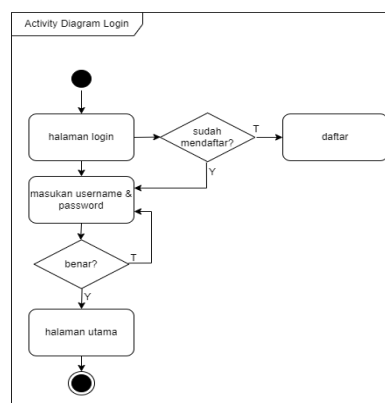 Activity Diagram Login
halaman login
sudah
mendaftar?
T
daftar
Y
masukan username &
password
benar?
T
Y
halaman utama